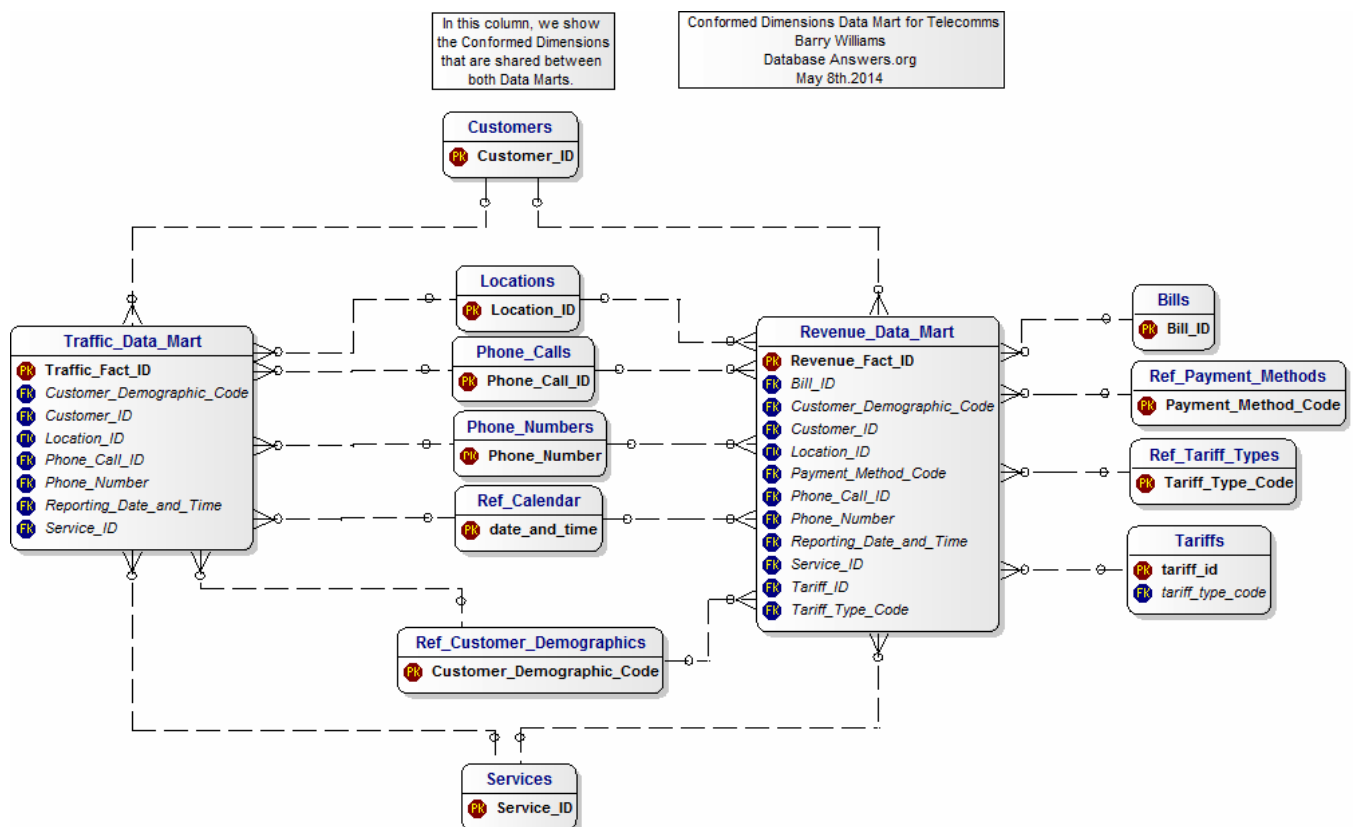 In this column, we show
the Conformed Dimensions
that are shared between
both Data Marts.
Conformed Dimensions Data Mart for Telecomms
Barry Williams
Database Answers.org
May 8th.2014
Customers
PK Customer_ID
Locations
PK Location_ID
Phone_Calls
PK Phone_Call_ID
Phone_Numbers
PK Phone_Number
Ref_Calendar
PK date_and_time
Ref_Customer_Demographics
PK Customer_Demographic_Code
Services
PK Service_ID
Traffic_Data_Mart
PK Traffic_Fact_ID
FK Customer_Demographic_Code
FK Customer_ID
FK Location_ID
FK Phone_Call_ID
FK Phone_Number
FK Reporting_Date_and_Time
FK Service_ID
Revenue_Data_Mart
PK Revenue_Fact_ID
FK Bill_ID
FK Customer_Demographic_Code
FK Customer_ID
FK Location_ID
FK Payment_Method_Code
FK Phone_Call_ID
FK Phone_Number
FK Reporting_Date_and_Time
FK Service_ID
FK Tariff_ID
FK Tariff_Type_Code
Bills
PK Bill_ID
Ref_Payment_Methods
PK Payment_Method_Code
Ref_Tariff_Types
PK Tariff_Type_Code
Tariffs
PK tariff_id
FK tariff_type_code